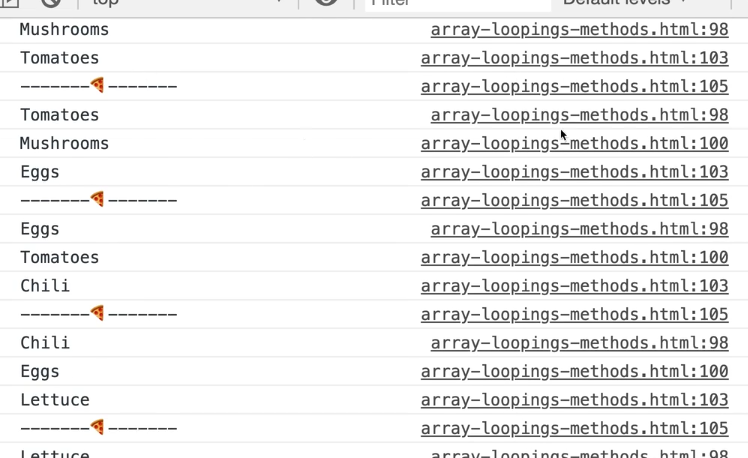 top Filter Default levels
Mushrooms array-loopings-methods.html:98
Tomatoes array-loopings-methods.html:103
-------🍕------- array-loopings-methods.html:105
Tomatoes array-loopings-methods.html:98
Mushrooms array-loopings-methods.html:100
Eggs array-loopings-methods.html:103
-------🍕------- array-loopings-methods.html:105
Eggs array-loopings-methods.html:98
Tomatoes array-loopings-methods.html:100
Chili array-loopings-methods.html:103
-------🍕------- array-loopings-methods.html:105
Chili array-loopings-methods.html:98
Eggs array-loopings-methods.html:100
Lettuce array-loopings-methods.html:103
-------🍕------- array-loopings-methods.html:105
Lettuce array-loopings-methods.html:98